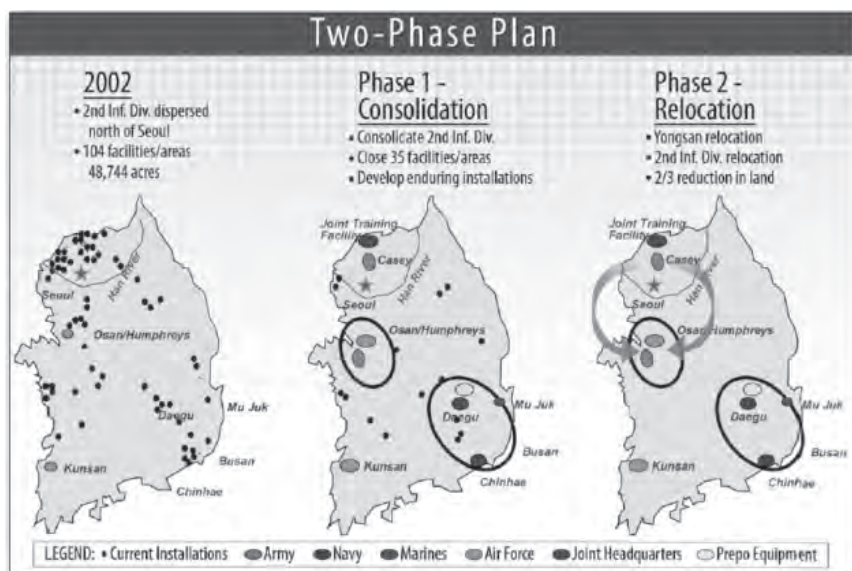 Two-Phase Plan
2002
• 2nd Inf. Div. dispersed
north of Seoul
• 104 facilities/areas
48,744 acres
Seoul
Han River
Osan/Humphreys
Daegu
Mu Juk
Kunsan
Busan
Chinhae
Phase 1 -
Consolidation
• Consolidate 2nd Inf. Div.
• Close 35 facilities/areas
• Develop enduring installations
Joint Training
Facility
Casey
Seoul
Han River
Osan/Humphreys
Daegu
Mu Juk
Kunsan
Busan
Chinhae
Phase 2 -
Relocation
• Yongsan relocation
• 2nd Inf. Div. relocation
• 2/3 reduction in land
Joint Training
Facility
Casey
Seoul
Han River
Osan/Humphreys
Daegu
Mu Juk
Kunsan
Busan
Chinhae
LEGEND: • Current Installations Army Navy Marines Air Force Joint Headquarters Prepo Equipment